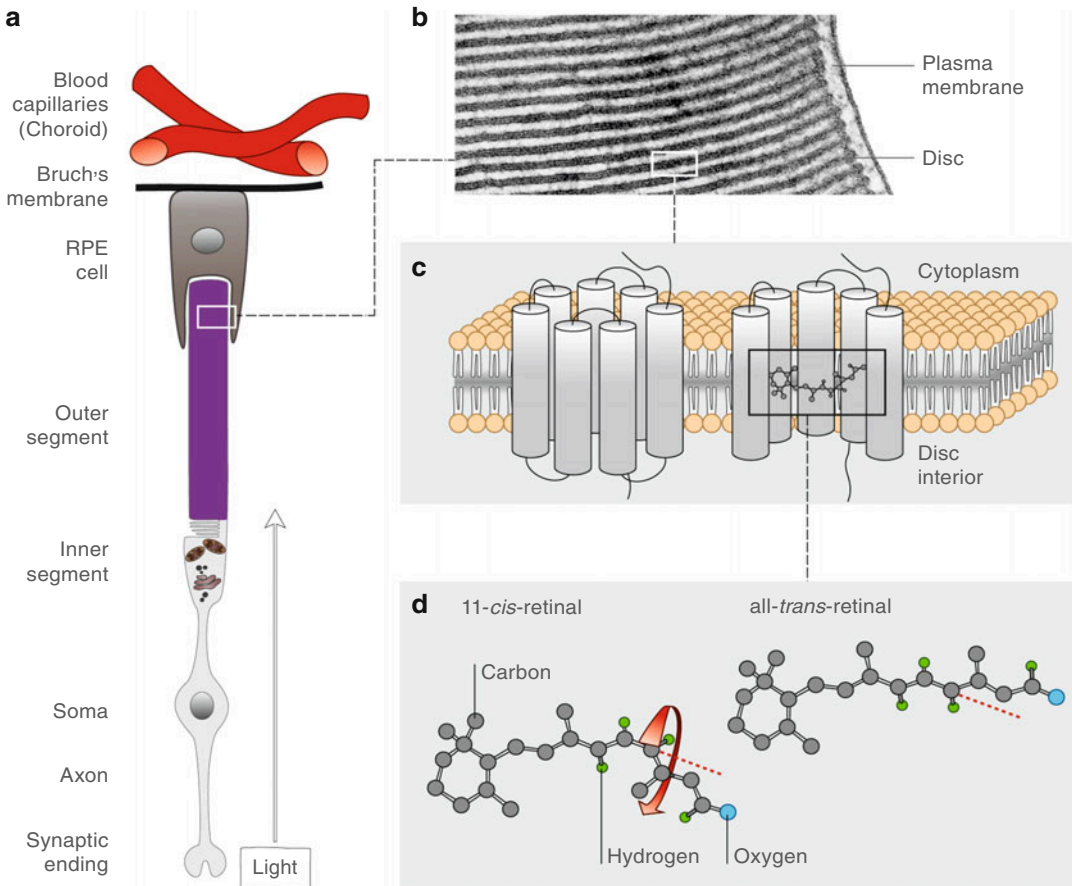 a
Blood
capillaries
(Choroid)
Bruch's
membrane
RPE
cell
Outer
segment
Inner
segment
Soma
Axon
Synaptic
ending
Light
b
Plasma
membrane
Disc
c
Cytoplasm
Disc
interior
d
11-cis-retinal
all-trans-retinal
Carbon
Hydrogen
Oxygen